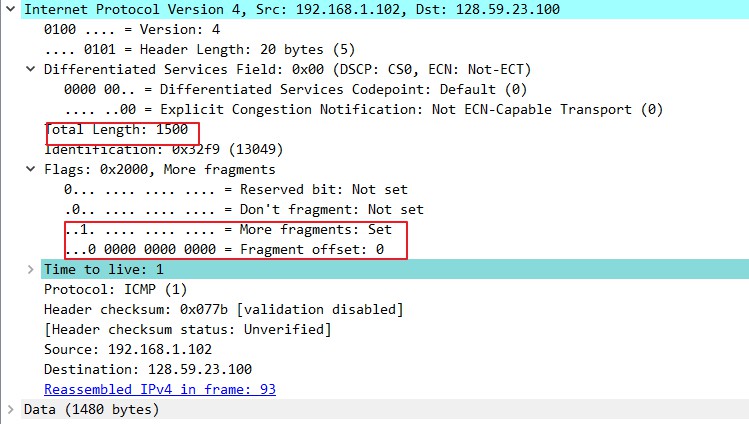 Internet Protocol Version 4, Src: 192.168.1.102, Dst: 128.59.23.100
0100 .... = Version: 4
.... 0101 = Header Length: 20 bytes (5)
Differentiated Services Field: 0x00 (DSCP: CS0, ECN: Not-ECT)
0000 00.. = Differentiated Services Codepoint: Default (0)
.... ..00 = Explicit Congestion Notification: Not ECN-Capable Transport (0)
Total Length: 1500
Identification: 0x32f9 (13049)
Flags: 0x2000, More fragments
0... .... .... .... = Reserved bit: Not set
.0.. .... .... .... = Don't fragment: Not set
..1. .... .... .... = More fragments: Set
...0 0000 0000 0000 = Fragment offset: 0
Time to live: 1
Protocol: ICMP (1)
Header checksum: 0x077b [validation disabled]
[Header checksum status: Unverified]
Source: 192.168.1.102
Destination: 128.59.23.100
Reassembled IPv4 in frame: 93
Data (1480 bytes)